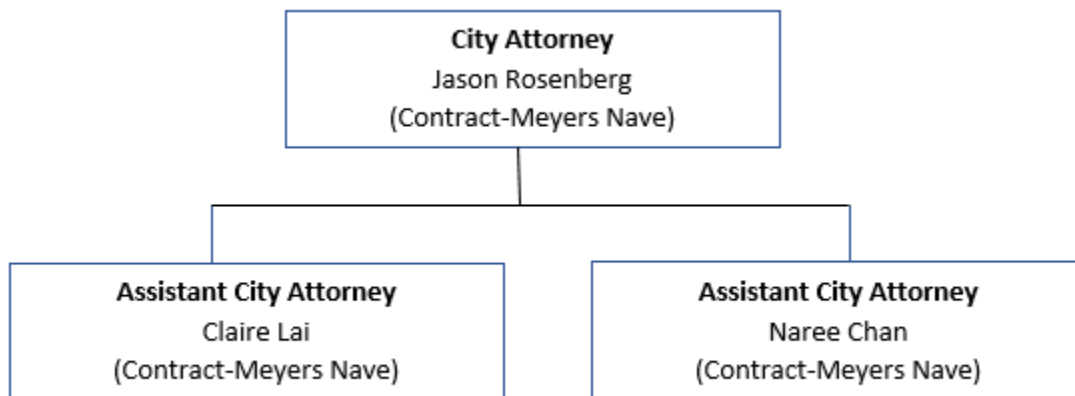 City Attorney
Jason Rosenberg
(Contract-Meyers Nave)
Assistant City Attorney
Claire Lai
(Contract-Meyers Nave)
Assistant City Attorney
Naree Chan
(Contract-Meyers Nave)